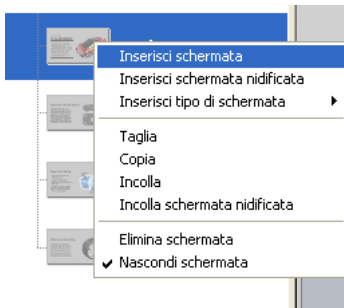 Inserisci schermata
Inserisci schermata nidificata
Inserisci tipo di schermata
Taglia
Copia
Incolla
Incolla schermata nidificata
Elimina schermata
Nascondi schermata